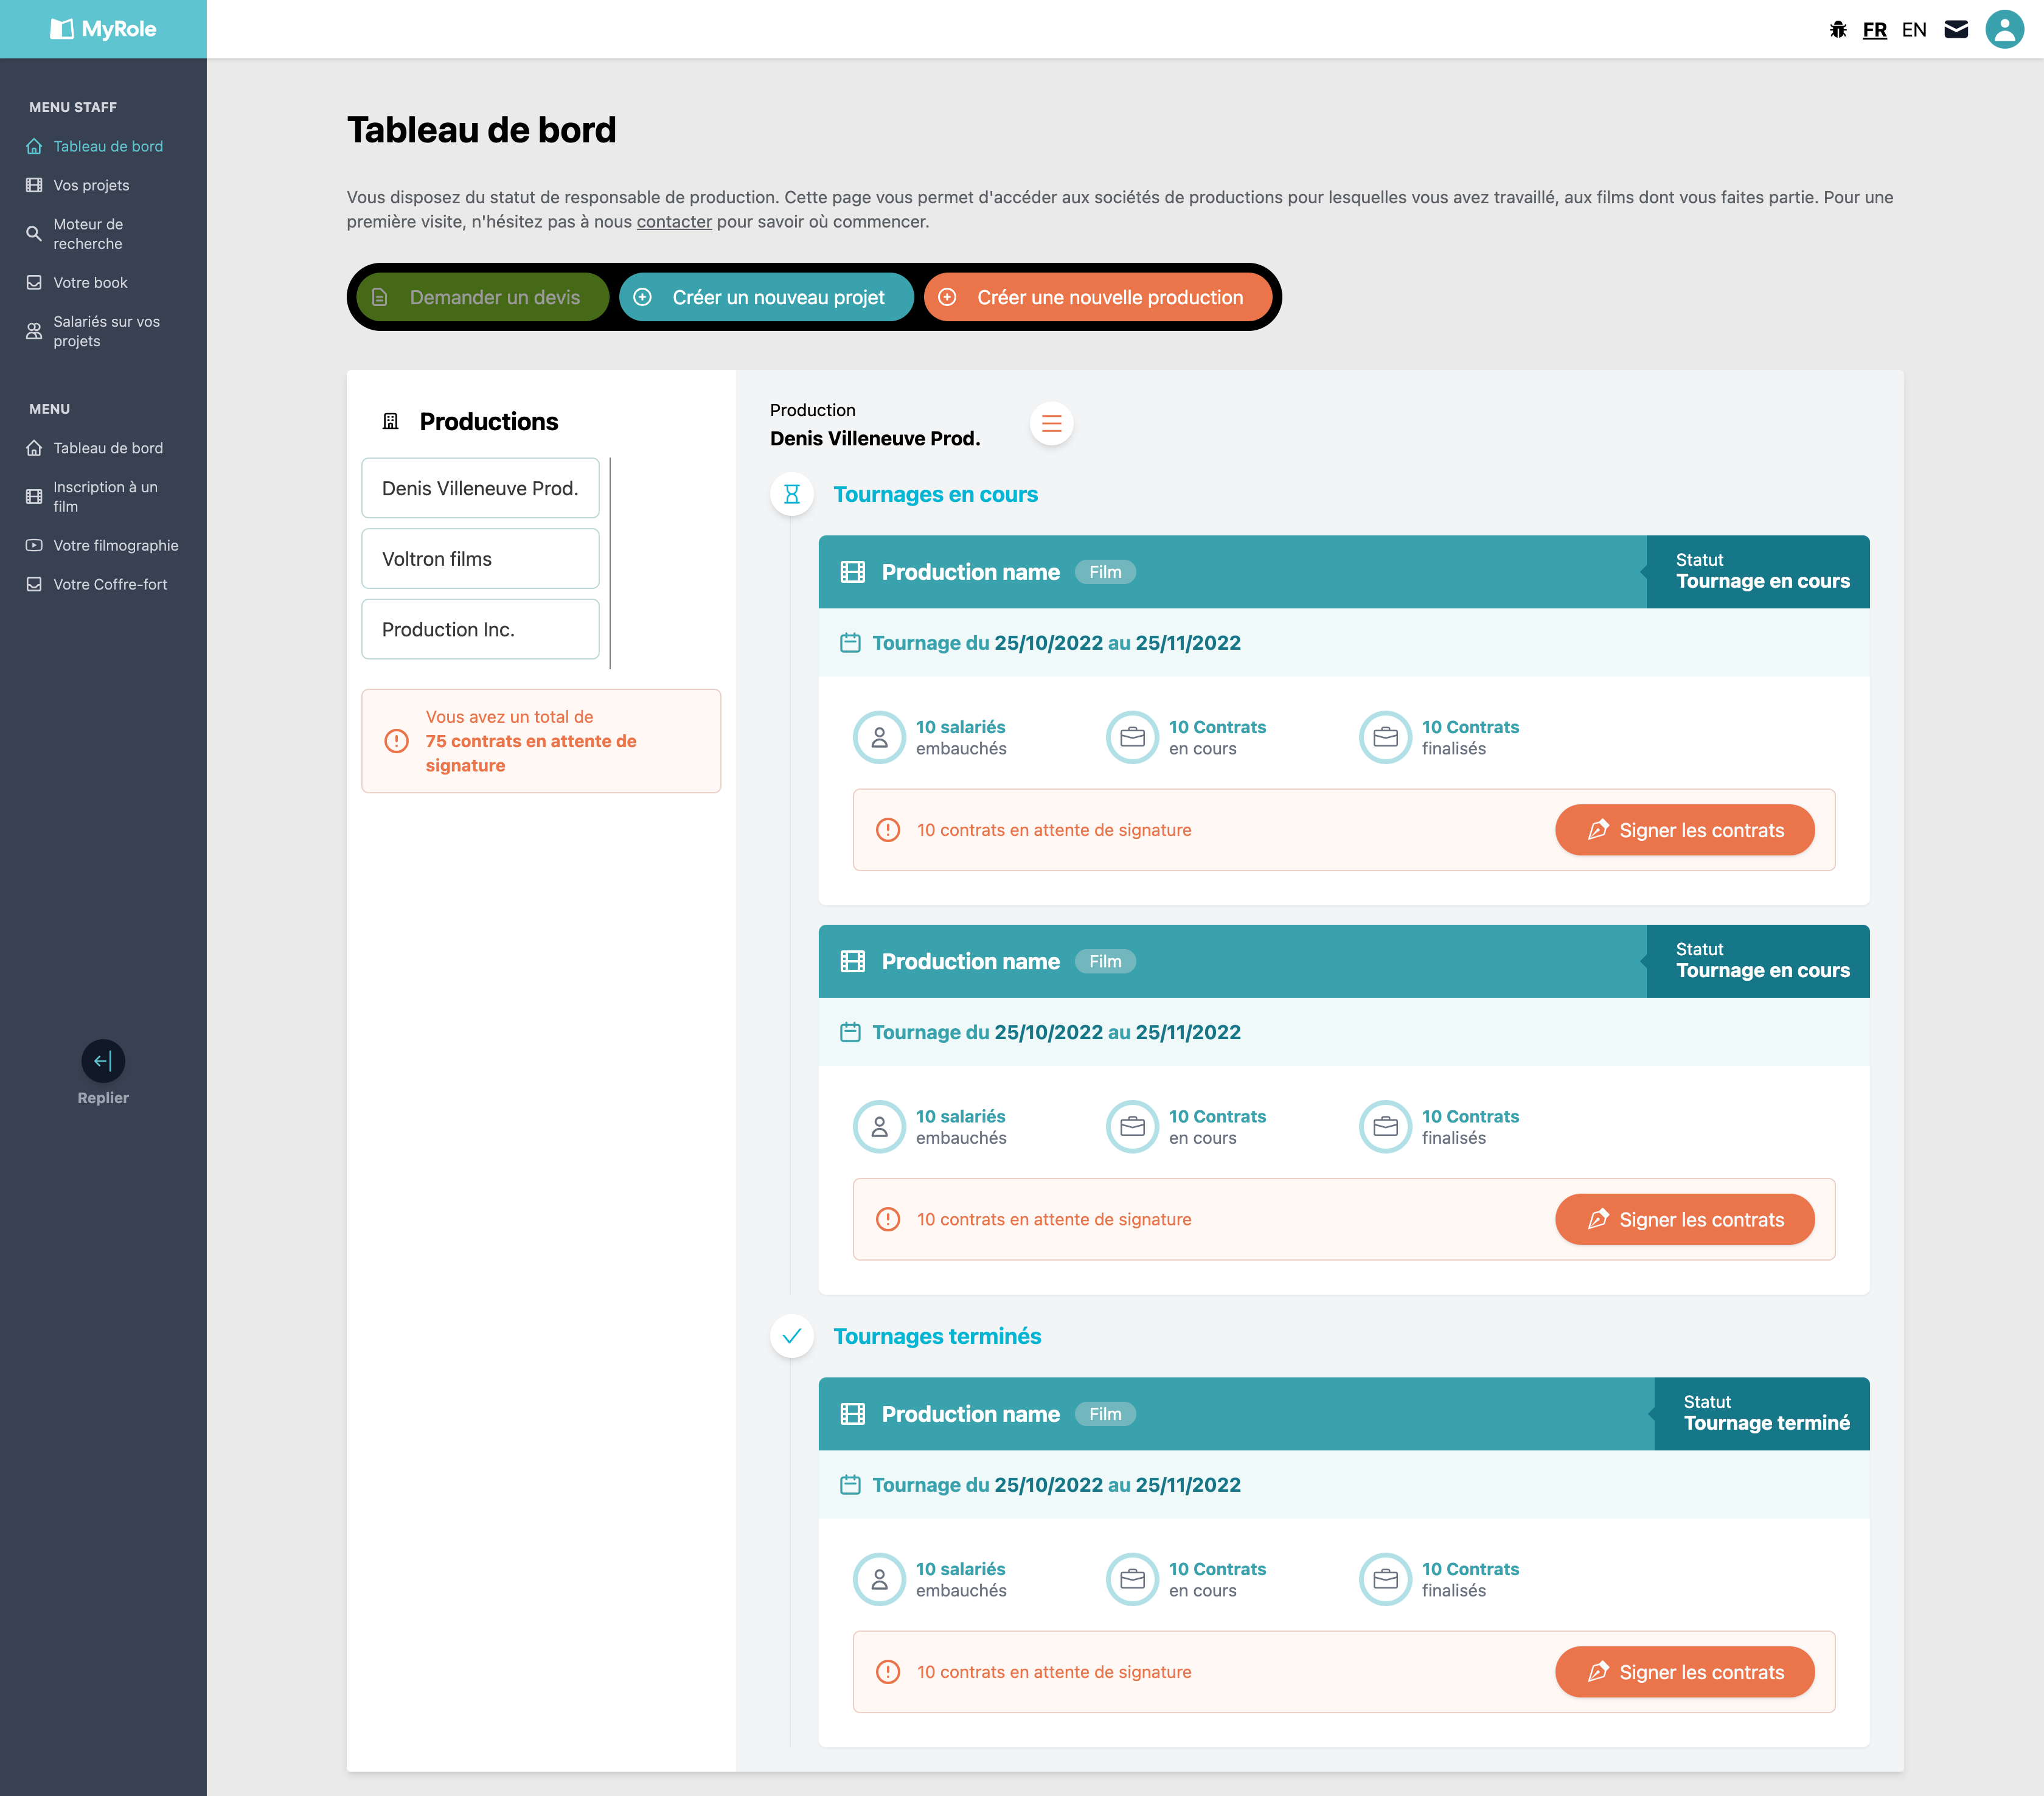 MyRole
FR EN
MENU STAFF
Tableau de bord
Vos projets
Moteur de
recherche
Votre book
Salariés sur vos
projets
MENU
Tableau de bord
Inscription à un
film
Votre filmographie
Votre Coffre-fort
Replier
Tableau de bord
Vous disposez du statut de responsable de production. Cette page vous permet d'accéder aux sociétés de productions pour lesquelles vous avez travaillé, aux films dont vous faites partie. Pour une
première visite, n'hésitez pas à nous contacter pour savoir où commencer.
Demander un devis
Créer un nouveau projet
Créer une nouvelle production
Productions
Denis Villeneuve Prod.
Voltron films
Production Inc.
Vous avez un total de
75 contrats en attente de
signature
Production
Denis Villeneuve Prod.
Tournages en cours
Production name Film
Statut
Tournage en cours
Tournage du 25/10/2022 au 25/11/2022
10 salariés
embauchés
10 Contrats
en cours
10 Contrats
finalisés
10 contrats en attente de signature
Signer les contrats
Production name Film
Statut
Tournage en cours
Tournage du 25/10/2022 au 25/11/2022
10 salariés
embauchés
10 Contrats
en cours
10 Contrats
finalisés
10 contrats en attente de signature
Signer les contrats
Tournages terminés
Production name Film
Statut
Tournage terminé
Tournage du 25/10/2022 au 25/11/2022
10 salariés
embauchés
10 Contrats
en cours
10 Contrats
finalisés
10 contrats en attente de signature
Signer les contrats